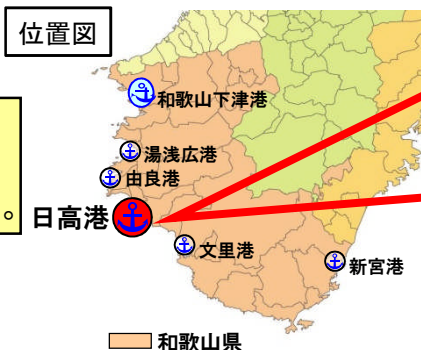 位置図
和歌山下津港
湯浅広港
由良港
。
日高港
文里港
新宮港
和歌山県